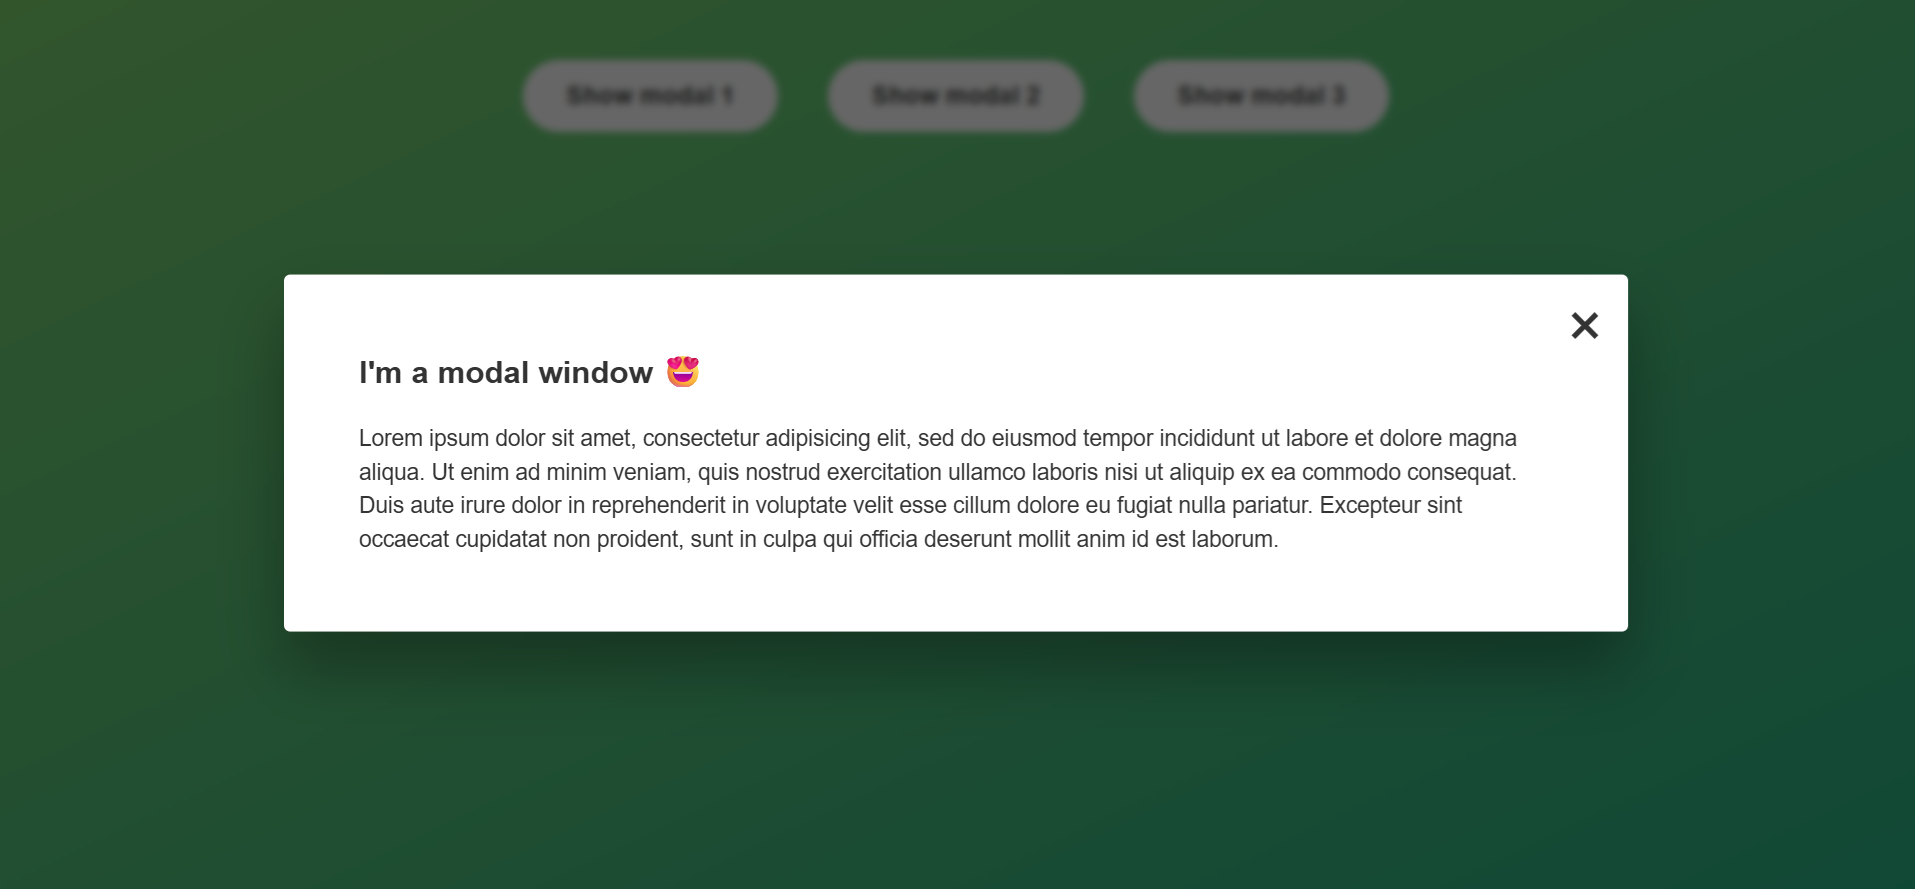 Show modal 1 Show modal 2 Show modal 3
×
I'm a modal window 😍
Lorem ipsum dolor sit amet, consectetur adipisicing elit, sed do eiusmod tempor incididunt ut labore et dolore magna
aliqua. Ut enim ad minim veniam, quis nostrud exercitation ullamco laboris nisi ut aliquip ex ea commodo consequat.
Duis aute irure dolor in reprehenderit in voluptate velit esse cillum dolore eu fugiat nulla pariatur. Excepteur sint
occaecat cupidatat non proident, sunt in culpa qui officia deserunt mollit anim id est laborum.